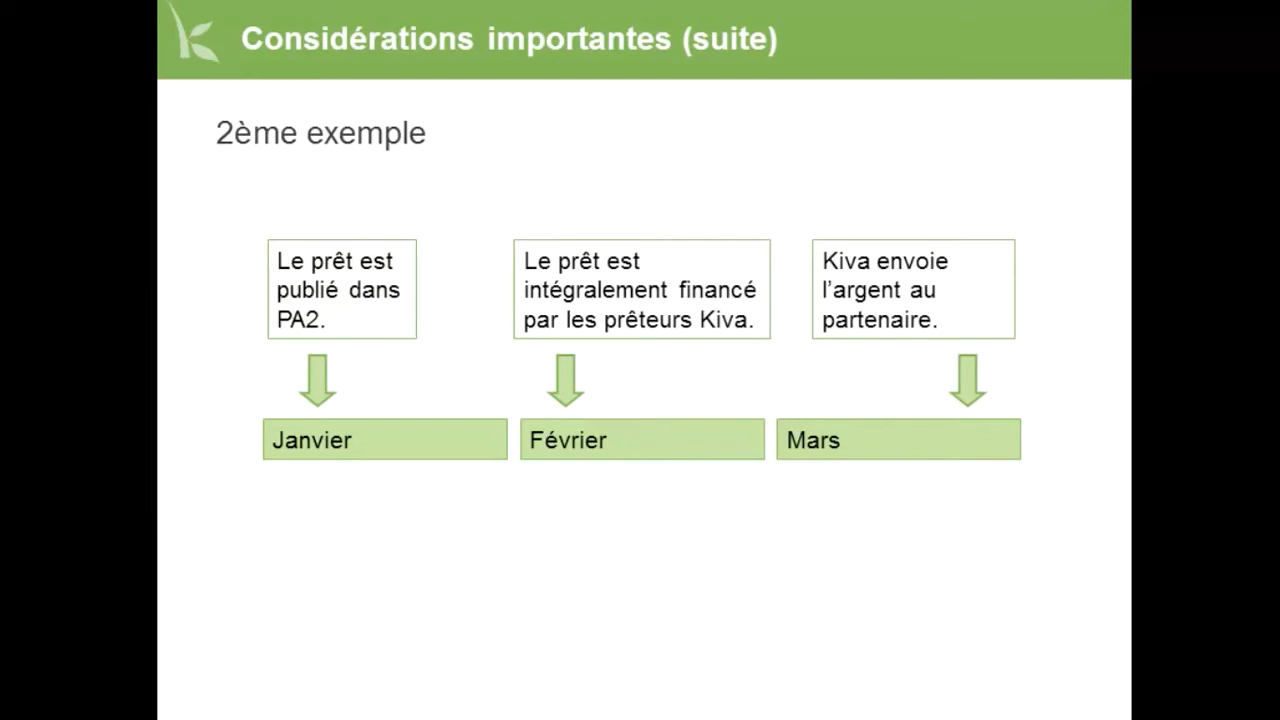 Considérations importantes (suite)
2ème exemple
Le prêt est
publié dans
PA2.
Le prêt est
intégralement financé
par les prêteurs Kiva.
Kiva envoie
l’argent au
partenaire.
Janvier
Février
Mars